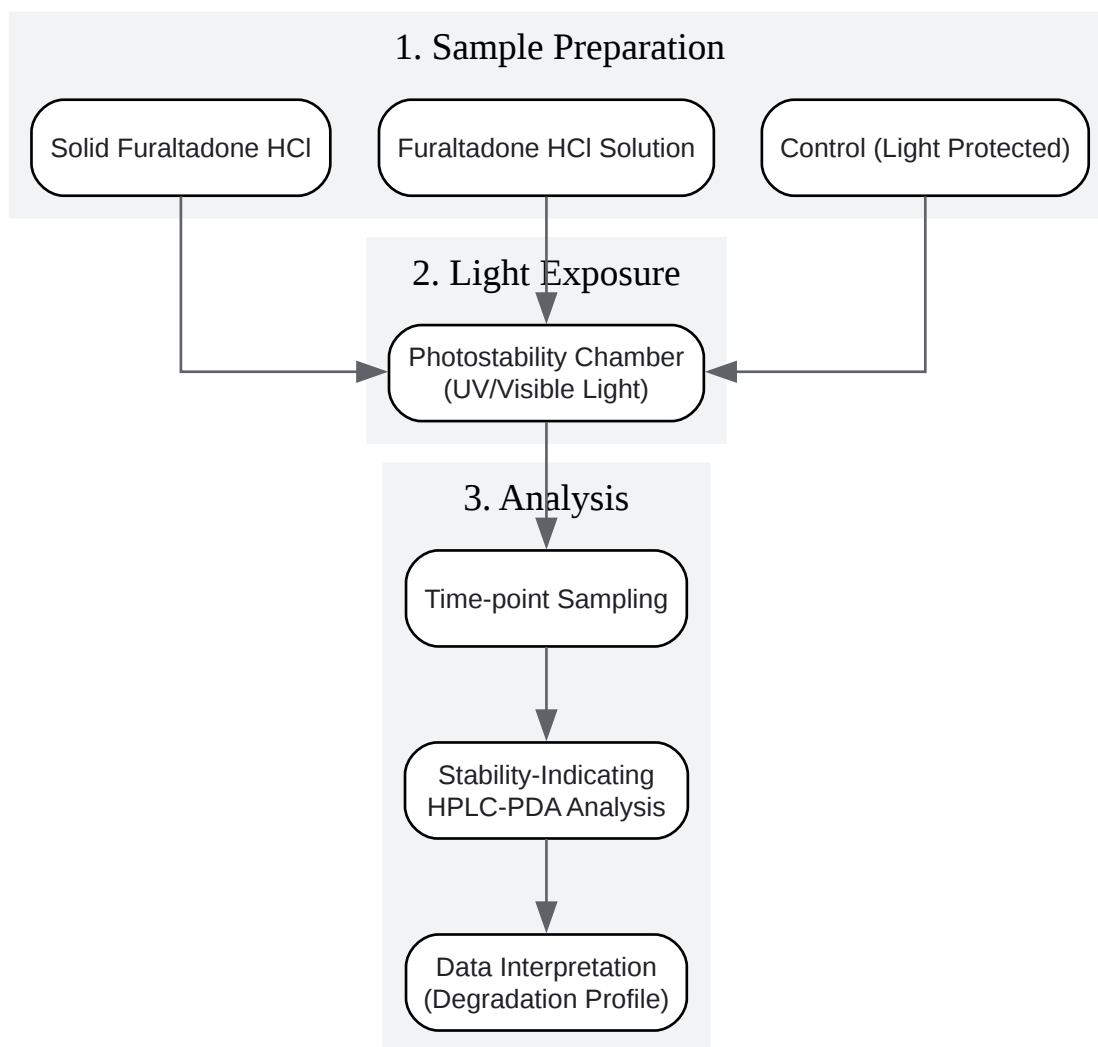 1. Sample Preparation
Solid Furaltadone HCl
Furaltadone HCl Solution
Control (Light Protected)
2. Light Exposure
Photostability Chamber
(UV/Visible Light)
3. Analysis
Time-point Sampling
Stability-Indicating
HPLC-PDA Analysis
Data Interpretation
(Degradation Profile)